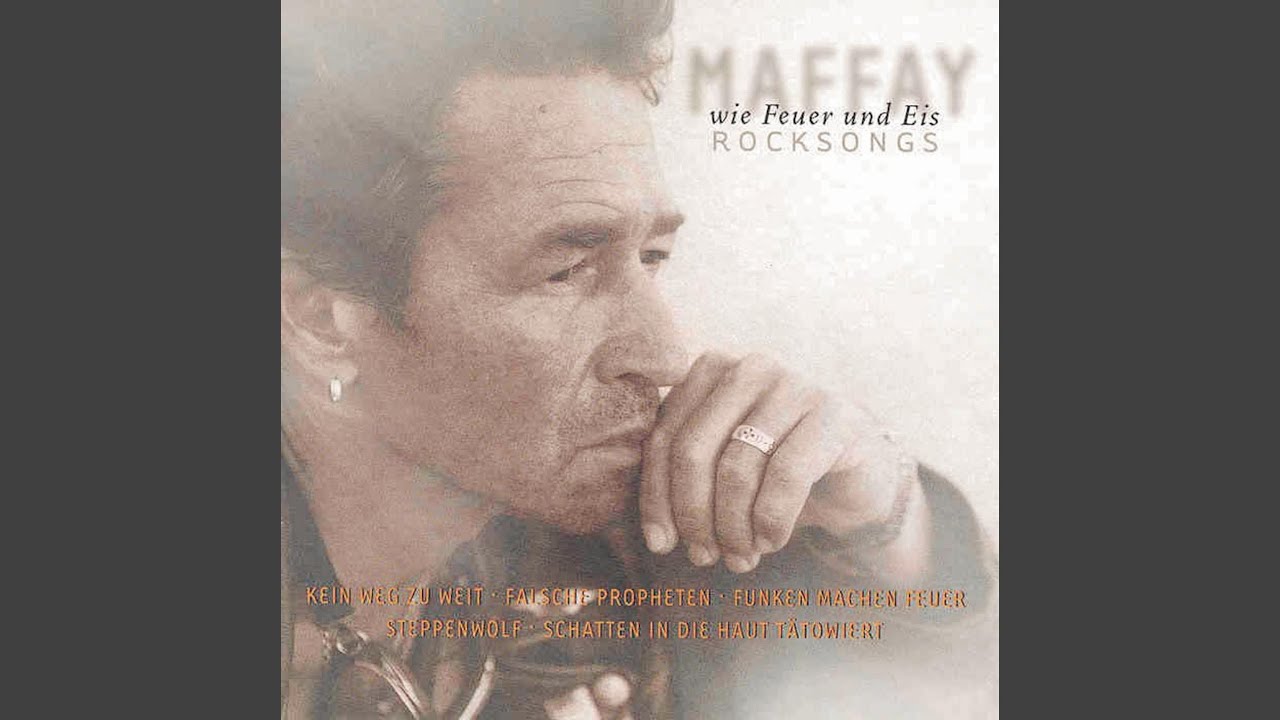 MAFFAY
wie Feuer und Eis
ROCKSONGS
KEIN WEG ZU WEIT · FALSCHE PROPHETEN · FUNKEN MACHEN FEUER
STEPPENWOLF · SCHATTEN IN DIE HAUT TÄTOWIERT